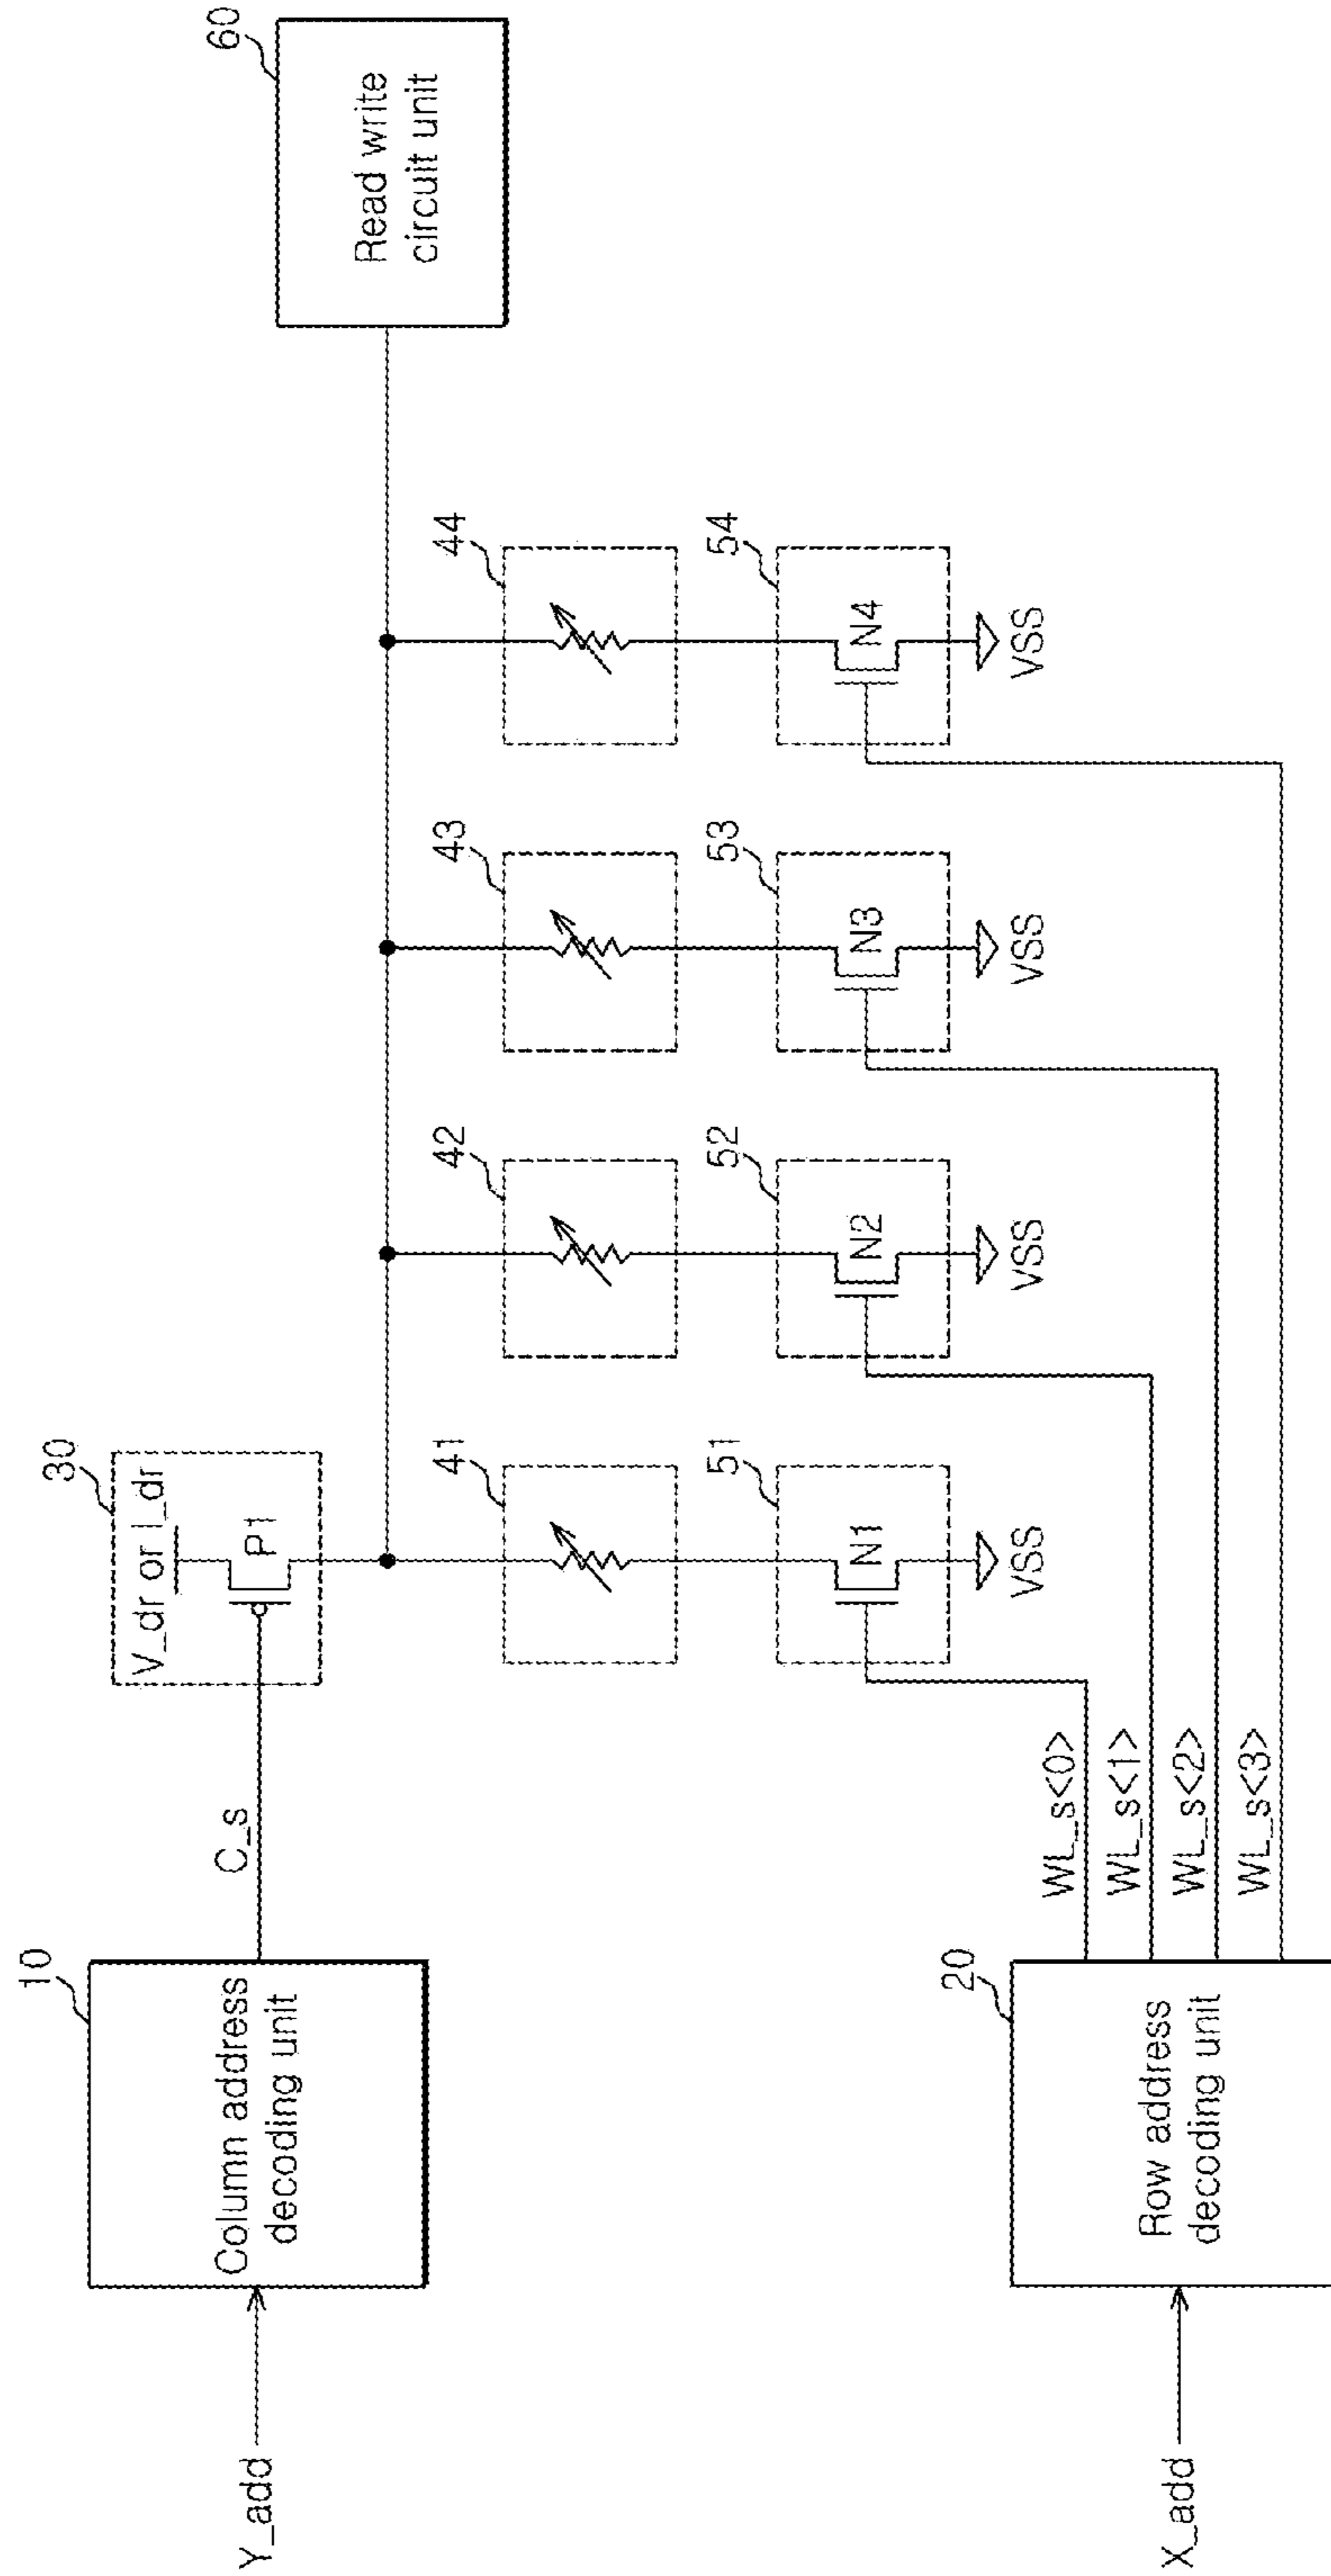 60
Read write
circuit unit
30
V_dr or I_dr
P1
10
Column address
decoding unit
Y_add
C_s
41
42
43
44
51
52
53
54
N1
N2
N3
N4
VSS
VSS
VSS
VSS
20
Row address
decoding unit
X_add
WL_s<0>
WL_s<1>
WL_s<2>
WL_s<3>